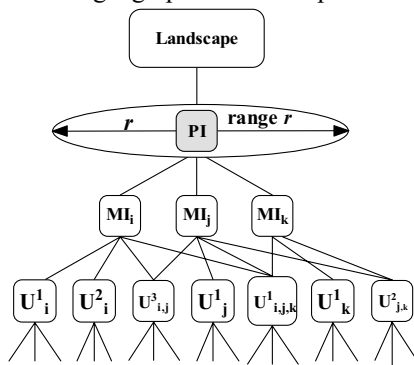 Landscape
r PI range r
MIᵢ MIⱼ MIₖ
U¹ᵢ U²ᵢ U³ᵢ,ⱼ U¹ⱼ U¹ᵢ,ⱼ,ₖ U¹ₖ U²ⱼ,ₖ